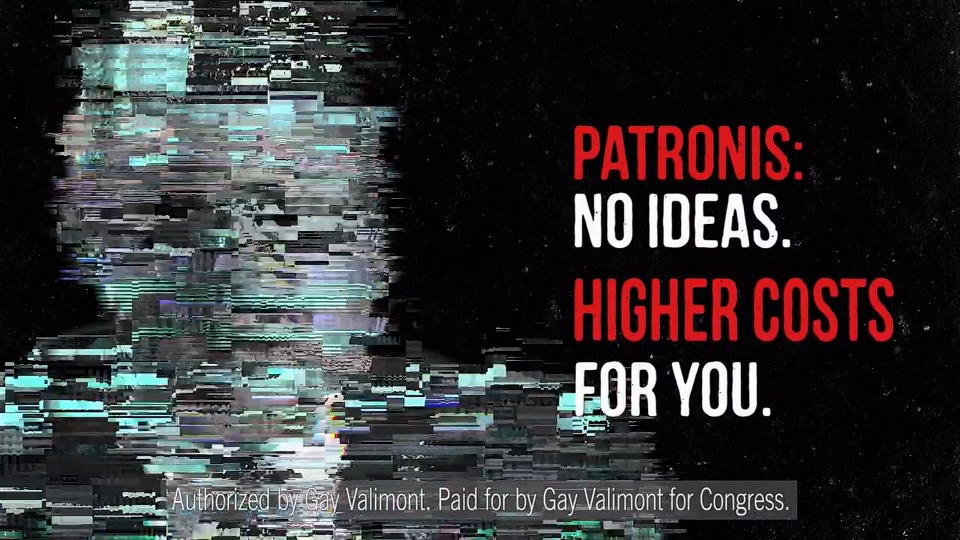 PATRONIS:
NO IDEAS.
HIGHER COSTS
FOR YOU.
Authorized by Gay Valimont. Paid for by Gay Valimont for Congress.